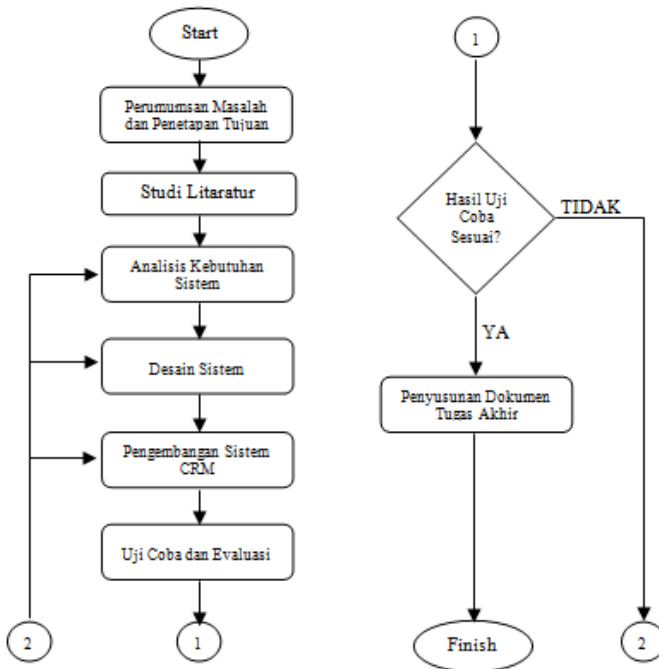 Start
Perumumsan Masalah
dan Penetapan Tujuan
Studi Litaratur
Analisis Kebutuhan
Sistem
Desain Sistem
Pengembangan Sistem
CRM
Uji Coba dan Evaluasi
2
1
1
Hasil Uji
Coba
Sesuai?
TIDAK
YA
Penyusunan Dokumen
Tugas Akhir
Finish
2